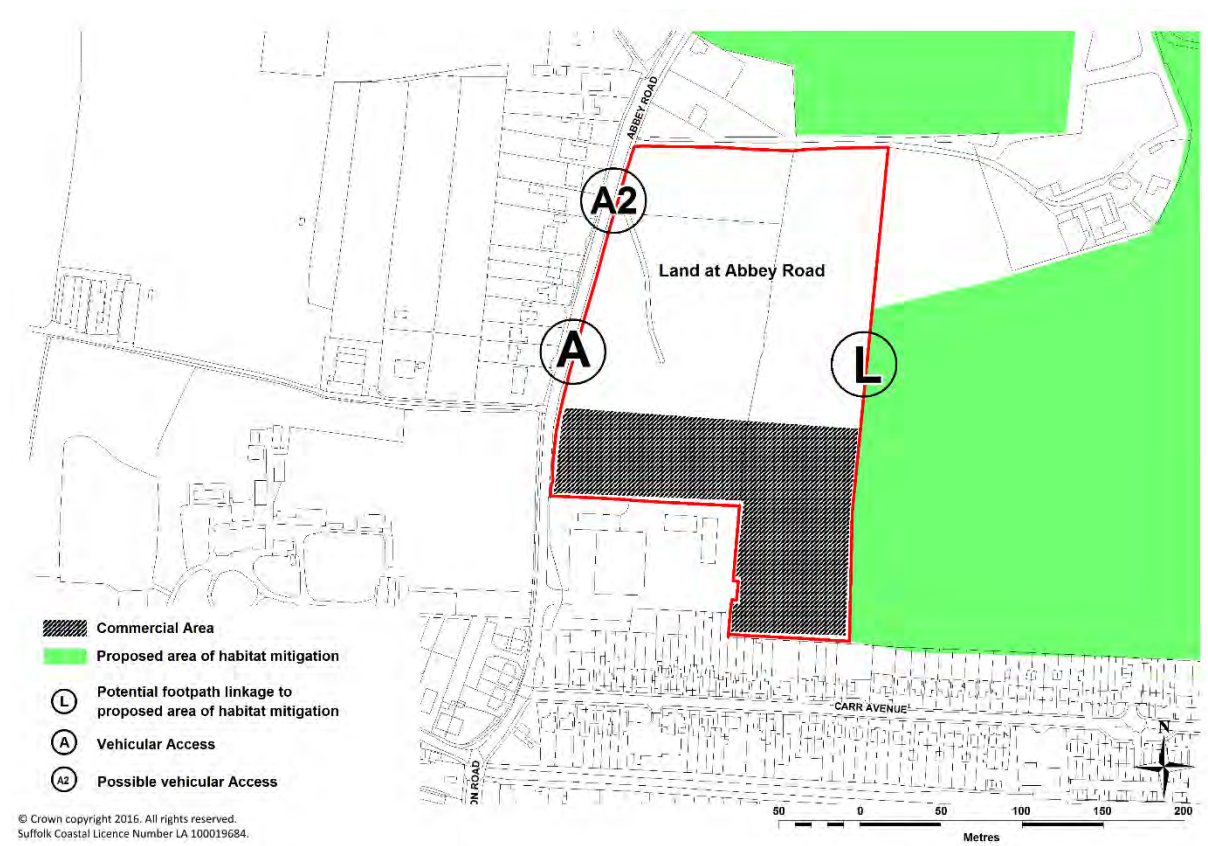 ABBEY ROAD
A2
Land at Abbey Road
A
L
Commercial Area
Proposed area of habitat mitigation
L
Potential footpath linkage to
proposed area of habitat mitigation
A
Vehicular Access
A2
Possible vehicular Access
CARR AVENUE
ON ROAD
N
50 0 50 100 150 200
Metres
© Crown copyright 2016. All rights reserved.
Suffolk Coastal Licence Number LA 100019684.